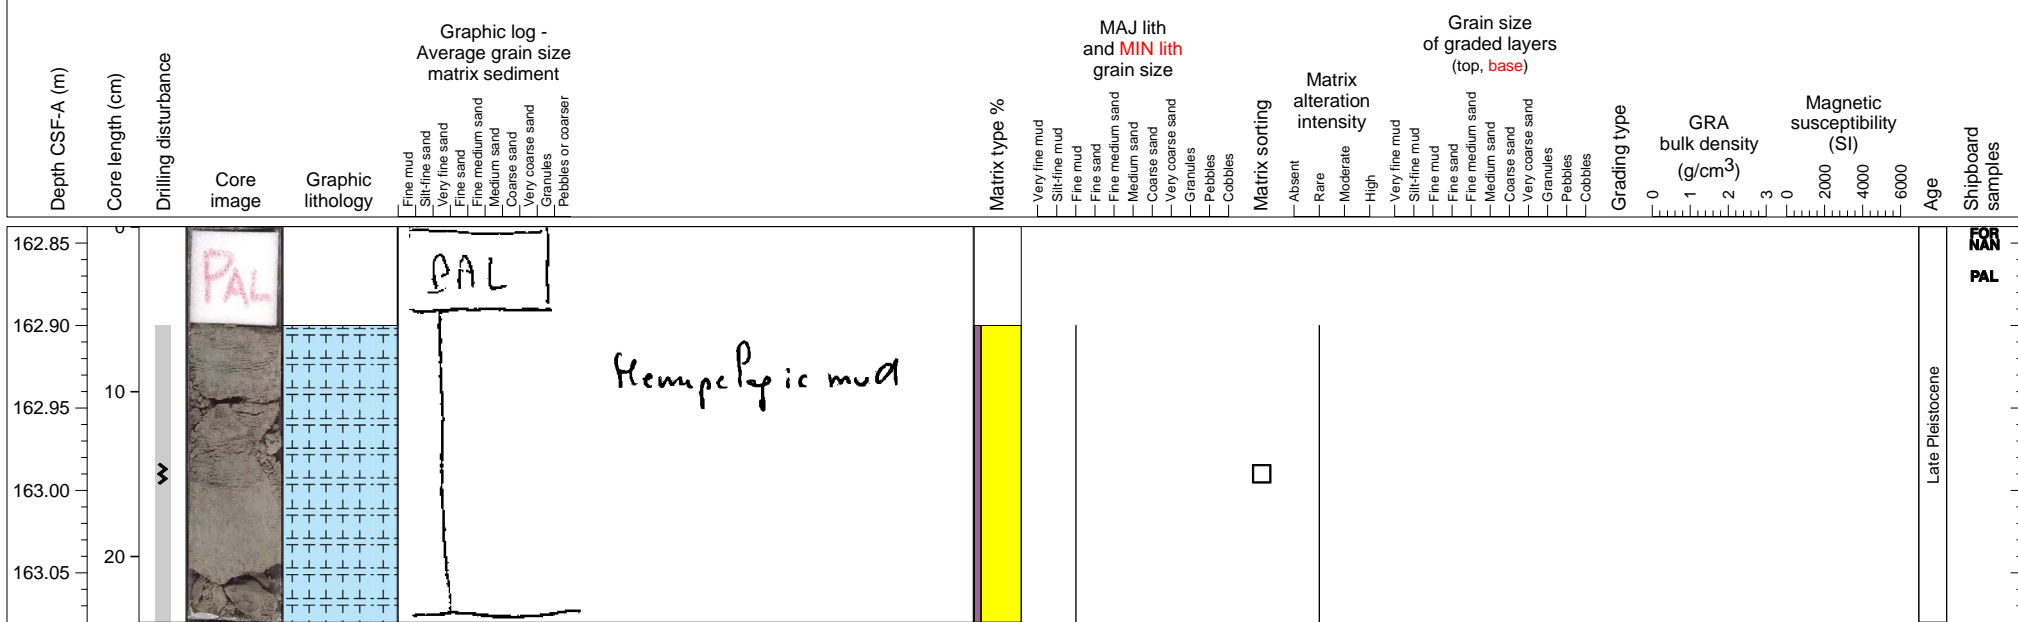 Depth CSF-A (m)
Core length (cm)
Drilling disturbance
Core
image
Graphic
lithology
Graphic log -
Average grain size
matrix sediment
Fine mud
Silt-fine sand
Very fine sand
Fine sand
Fine medium sand
Medium sand
Coarse sand
Very coarse sand
Granules
Pebbles or coarser
Matrix type %
MAJ lith
and MIN lith
grain size
Very fine mud
Silt-fine mud
Fine mud
Fine sand
Fine medium sand
Medium sand
Coarse sand
Very coarse sand
Granules
Pebbles
Cobbles
Matrix sorting
Matrix
alteration
intensity
Absent
Rare
Moderate
High
Grain size
of graded layers
(top, base)
Very fine mud
Silt-fine mud
Fine mud
Fine sand
Fine medium sand
Medium sand
Coarse sand
Very coarse sand
Granules
Pebbles
Cobbles
Grading type
GRA
bulk density
(g/cm3)
0 1 2 3
Magnetic
susceptibility
(SI)
0 2000 4000 6000
Age
Shipboard
samples
162.85
162.90
162.95
163.00
163.05
0
10
20
PAL
PAL
Hemipelagic mud
Late Pleistocene
FOR
NAN
PAL